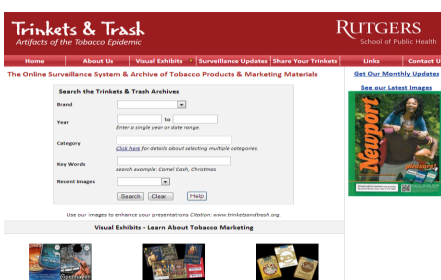 Trinkets & Trash
Artifacts of the Tobacco Epidemic
RUTGERS
School of Public Health
Home About Us Visual Exhibits Surveillance Updates Share Your Trinkets Links Contact U
The Online Surveillance System & Archive of Tobacco Products & Marketing Materials
Get Our Monthly Updates
See our Latest Images
Search the Trinkets & Trash Archives
Brand
Year to
Enter a single year or date range.
Category
Click here for details about selecting multiple categories.
Key Words
search example: Camel Cash, Christmas
Recent Images
Search Clear Help
Newport
pleasure!
Use our images to enhance your presentations Citation: www.trinketsandtrash.org.
Visual Exhibits - Learn About Tobacco Marketing